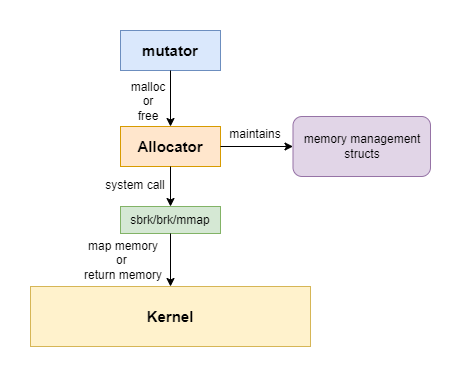 mutator
malloc
or
free
Allocator
maintains
memory management
structs
system call
sbrk/brk/mmap
map memory
or
return memory
Kernel